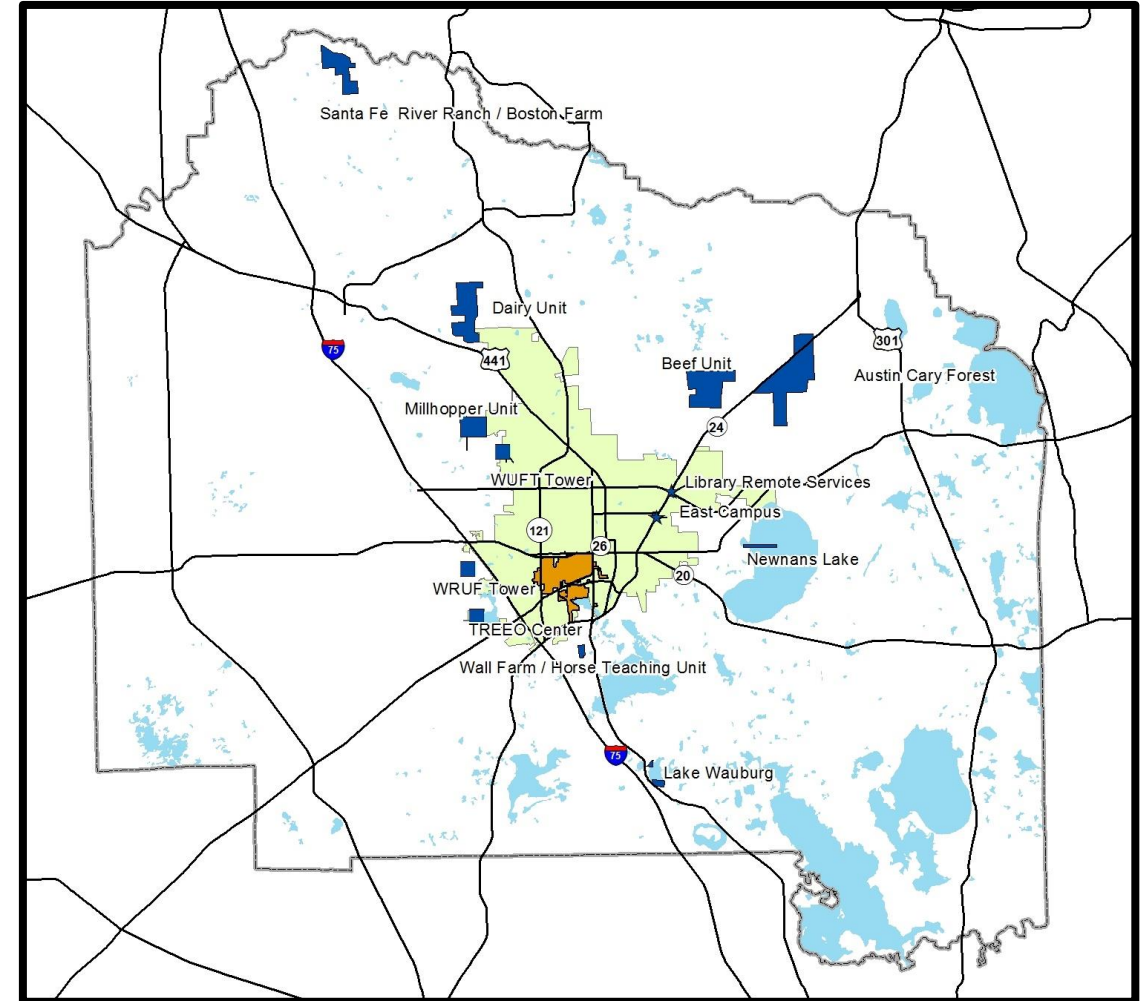 Santa Fe River Ranch / Boston Farm
Dairy Unit
75
441
301
Beef Unit
Austin Cary Forest
Millhopper Unit
24
WUFT Tower
Library Remote Services
East Campus
121
26
Newnans Lake
20
WRUF Tower
TREEO Center
Wall Farm / Horse Teaching Unit
75
Lake Wauburg